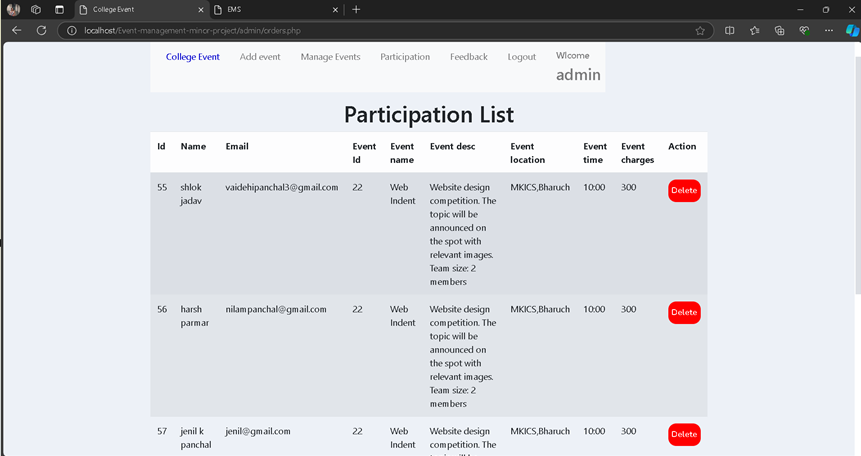 College Event
EMS
localhost/Event-management-minor-project/admin/orders.php
College Event Add event Manage Events Participation Feedback Logout Wlcome
admin
Participation List
Id Name Email Event Event Event desc Event Event Event Action
Id name location time charges
55 shlok vaidehipanchal3@gmail.com 22 Web Website design MKICS,Bharuch 10:00 300 Delete
jadav Indent competition. The
topic will be
announced on
the spot with
relevant images.
Team size: 2
members
56 harsh nilampanchal@gmail.com 22 Web Website design MKICS,Bharuch 10:00 300 Delete
parmar Indent competition. The
topic will be
announced on
the spot with
relevant images.
Team size: 2
members
57 jenil k jenil@gmail.com 22 Web Website design MKICS,Bharuch 10:00 300 Delete
panchal Indent competition. The